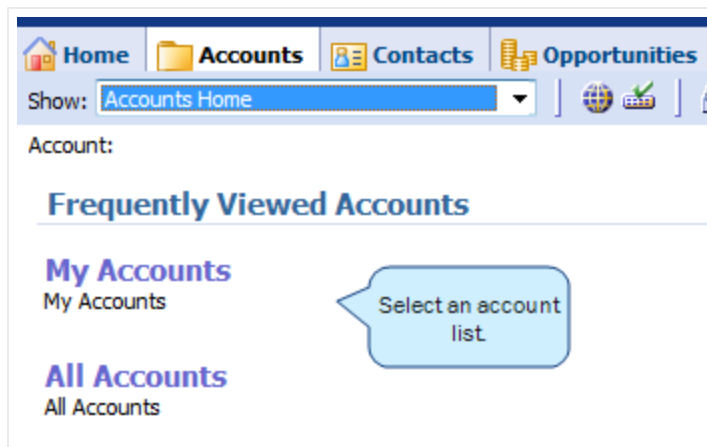 Home Accounts Contacts Opportunities
Show: Accounts Home
Account:
Frequently Viewed Accounts
My Accounts
My Accounts
Select an account
list.
All Accounts
All Accounts